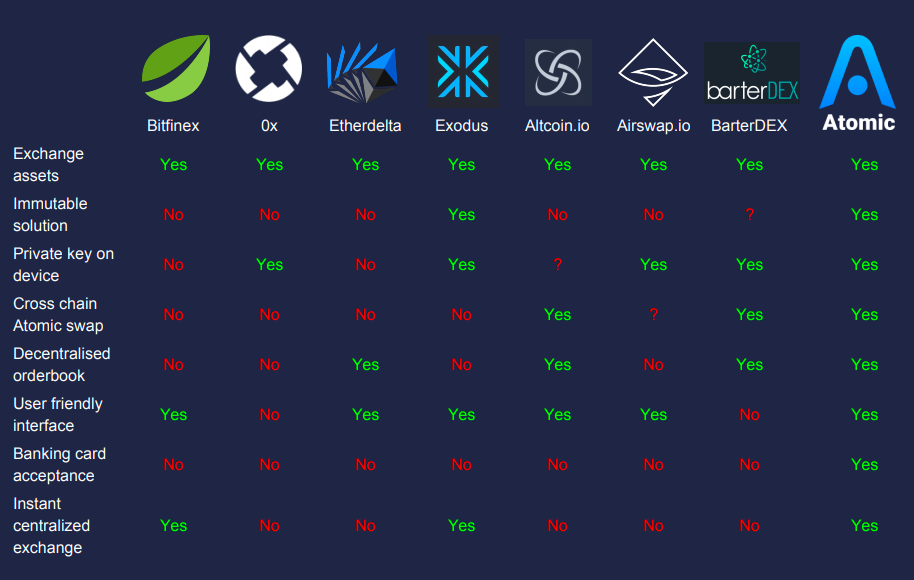 barterDEX
Atomic
Bitfinex 0x Etherdelta Exodus Altcoin.io Airswap.io BarterDEX
Exchange
assets
Yes Yes Yes Yes Yes Yes Yes Yes
Immutable
solution
No No No Yes No No ? Yes
Private key on
device
No Yes No Yes ? Yes Yes Yes
Cross chain
Atomic swap
No No No No Yes ? Yes Yes
Decentralised
orderbook
No No Yes No Yes No Yes Yes
User friendly
interface
Yes No Yes Yes Yes Yes No Yes
Banking card
acceptance
No No No No No No No Yes
Instant
centralized
exchange
Yes No No Yes No No No Yes